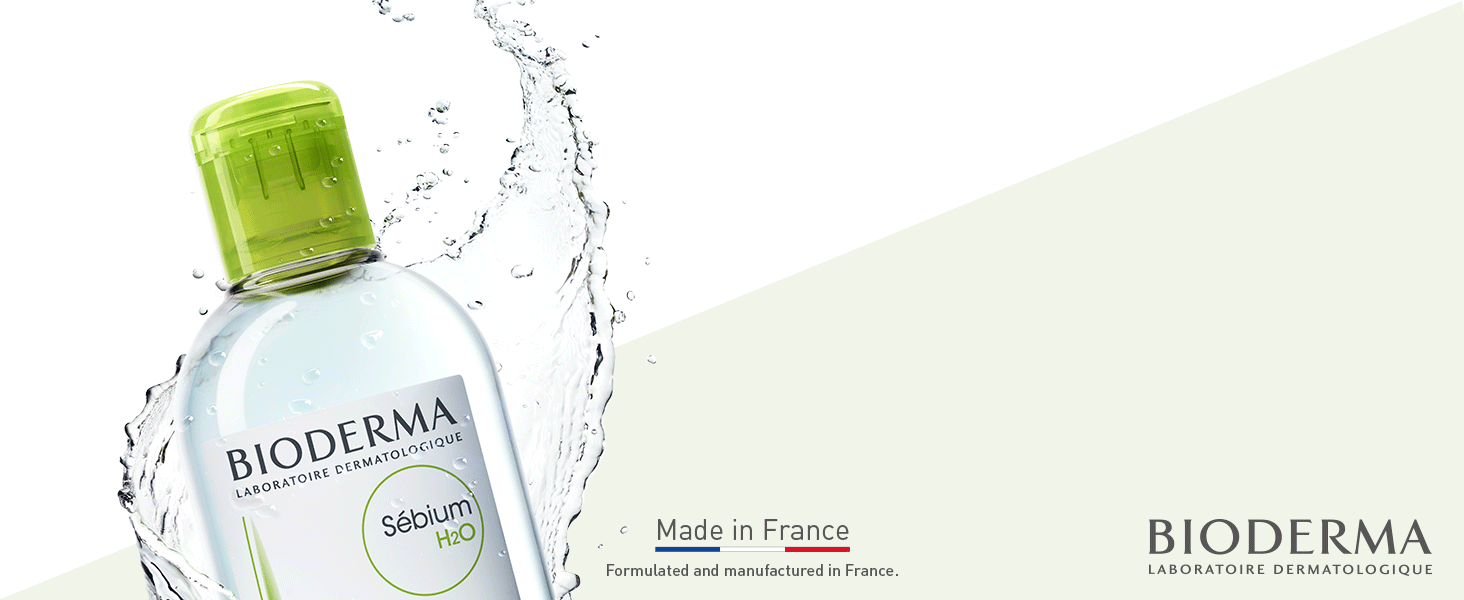 BIODERMA
LABORATOIRE DERMATOLOGIQUE
Sébium
H2O
Made in France
Formulated and manufactured in France.
BIODERMA
LABORATOIRE DERMATOLOGIQUE